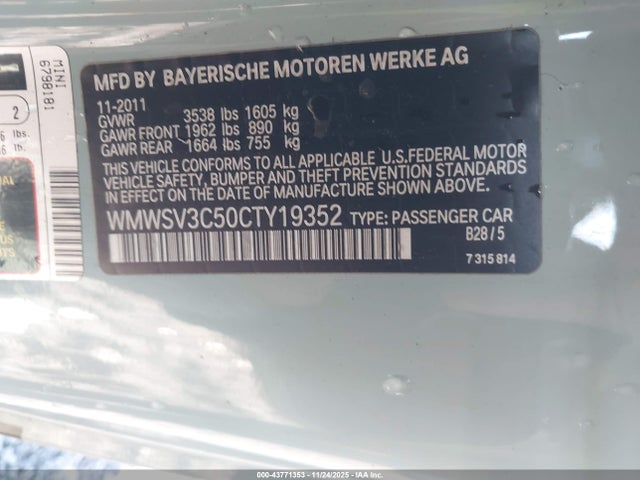 MFD BY BAYERISCHE MOTOREN WERKE AG
11-2011
GVWR 3538 lbs 1605 kg
GAWR FRONT 1962 lbs 890 kg
GAWR REAR 1664 lbs 755 kg
THIS VEHICLE CONFORMS TO ALL APPLICABLE U.S.FEDERAL MOTOR
VEHICLE SAFETY, BUMPER AND THEFT PREVENTION STANDARDS
IN EFFECT ON THE DATE OF MANUFACTURE SHOWN ABOVE.
WMWSV3C50CTY19352 TYPE: PASSENGER CAR
B28 / 5
7 315 814
MINI
6798181
2
lbs.
000-43771353 - 11/24/2025 - IAAI.COM